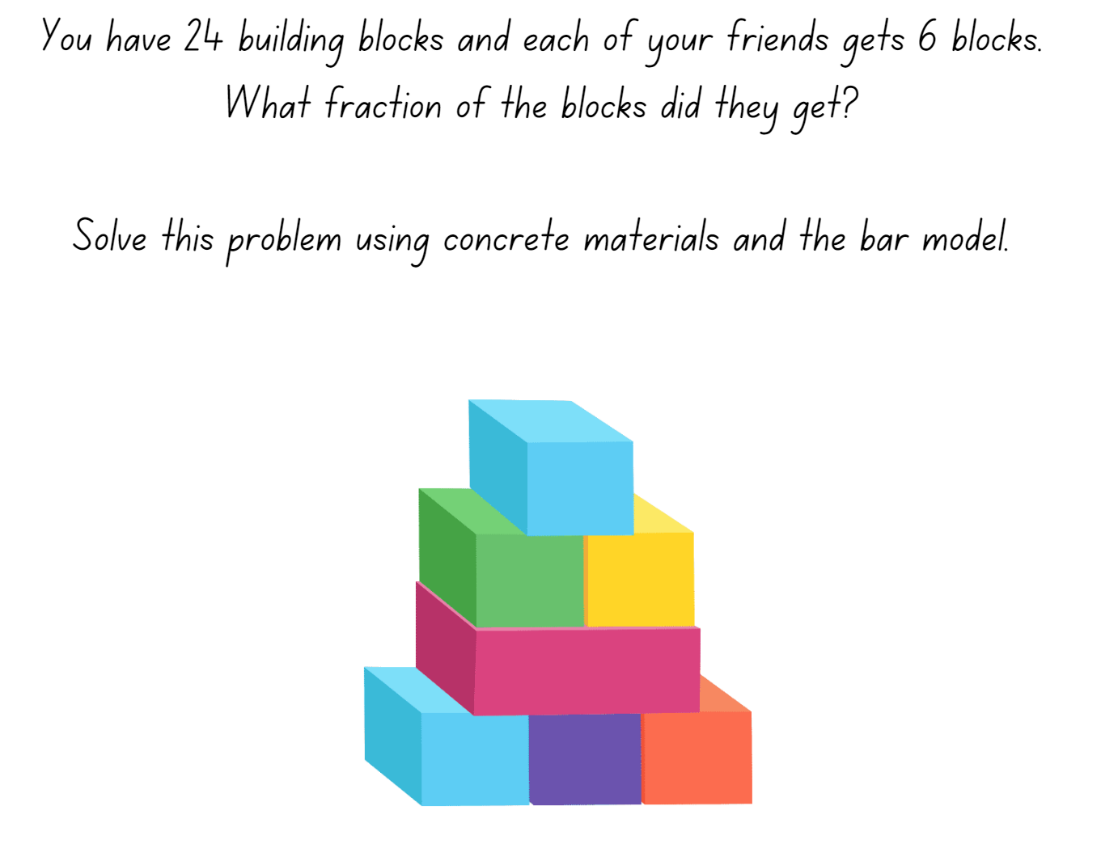 You have 24 building blocks and each of your friends gets 6 blocks.
What fraction of the blocks did they get?
Solve this problem using concrete materials and the bar model.